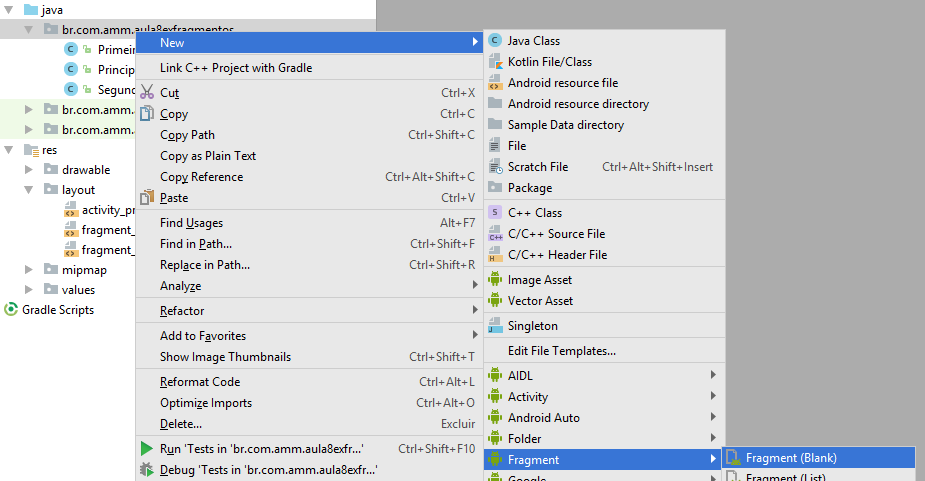 java
br.com.amm.aula8exfragmentos
Primeir
Princip
Segund
br.com.amm.
br.com.amm.
res
drawable
layout
activity_pr
fragment_
fragment_
mipmap
values
Gradle Scripts
New
Link C++ Project with Gradle
Cut Ctrl+X
Copy Ctrl+C
Copy Path Ctrl+Shift+C
Copy as Plain Text
Copy Reference Ctrl+Alt+Shift+C
Paste Ctrl+V
Find Usages Alt+F7
Find in Path... Ctrl+Shift+F
Replace in Path... Ctrl+Shift+R
Analyze
Refactor
Add to Favorites
Show Image Thumbnails Ctrl+Shift+T
Reformat Code Ctrl+Alt+L
Optimize Imports Ctrl+Alt+O
Delete... Excluir
Run 'Tests in 'br.com.amm.aula8exfr...' Ctrl+Shift+F10
Debug 'Tests in 'br.com.amm.aula8exfr...'
Java Class
Kotlin File/Class
Android resource file
Android resource directory
Sample Data directory
File
Scratch File Ctrl+Alt+Shift+Insert
Package
C++ Class
C/C++ Source File
C/C++ Header File
Image Asset
Vector Asset
Singleton
Edit File Templates...
AIDL
Activity
Android Auto
Folder
Fragment
Google
Fragment (Blank)
Fragment (List)